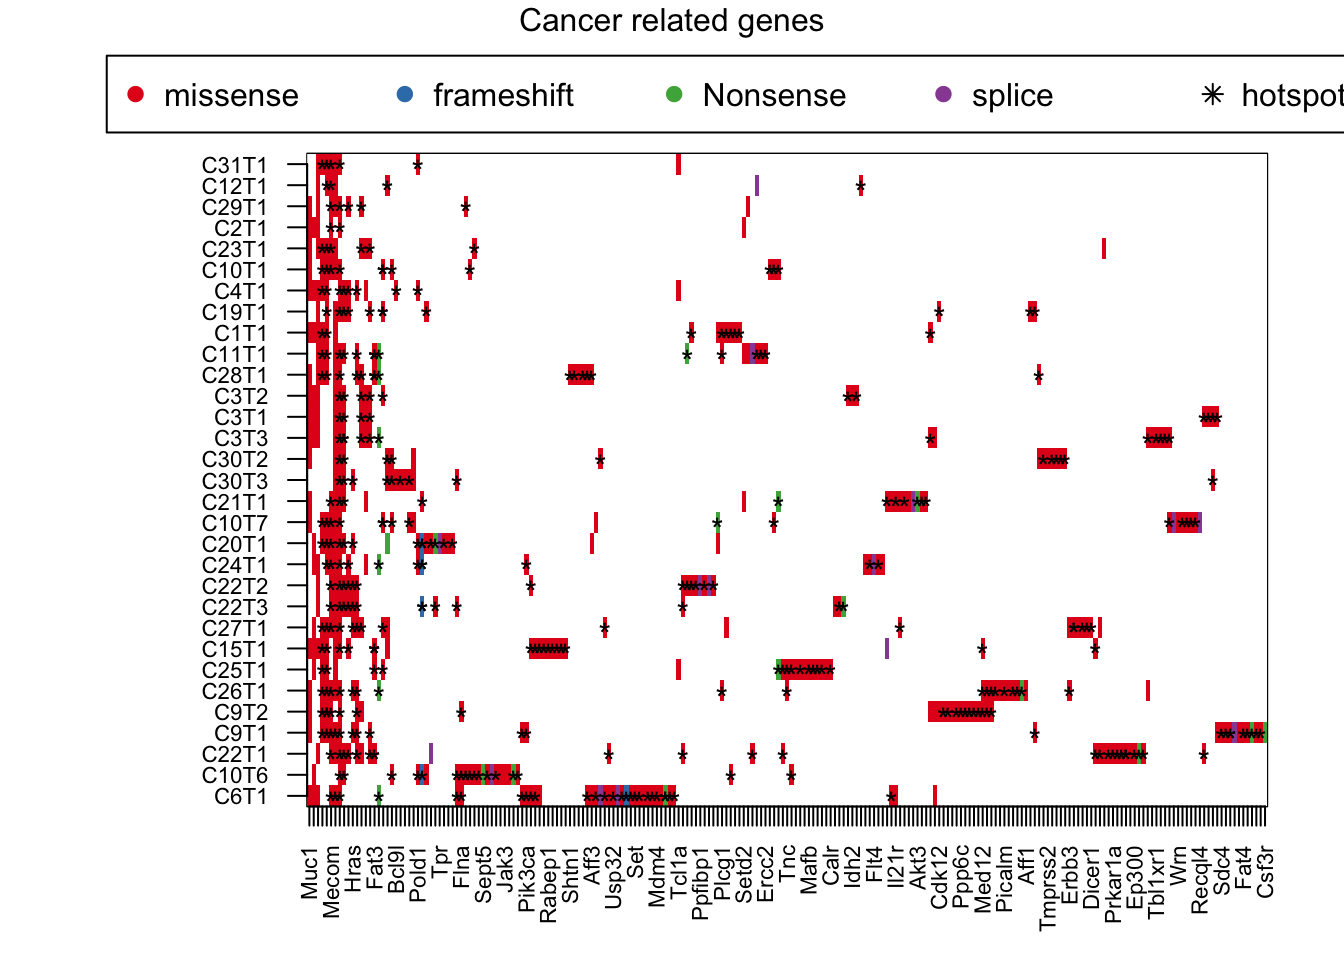 Cancer related genes
missense frameshift Nonsense splice hotspot
C31T1
C12T1
C29T1
C2T1
C23T1
C10T1
C4T1
C19T1
C1T1
C11T1
C28T1
C3T2
C3T1
C3T3
C30T2
C30T3
C21T1
C10T7
C20T1
C24T1
C22T2
C22T3
C27T1
C15T1
C25T1
C26T1
C9T2
C9T1
C22T1
C10T6
C6T1
Muc1
Mecom
Hras
Fat3
Bcl9l
Pold1
Tpr
Flna
Sept5
Jak3
Pik3ca
Rabep1
Shtn1
Aff3
Usp32
Set
Mdm4
Tcl1a
Ppfibp1
Plcg1
Setd2
Ercc2
Tnc
Mafb
Calr
Idh2
Flt4
Il21r
Akt3
Cdk12
Ppp6c
Med12
Picalm
Aff1
Tmprss2
Erbb3
Dicer1
Prkar1a
Ep300
Tbl1xr1
Wrn
Recql4
Sdc4
Fat4
Csf3r